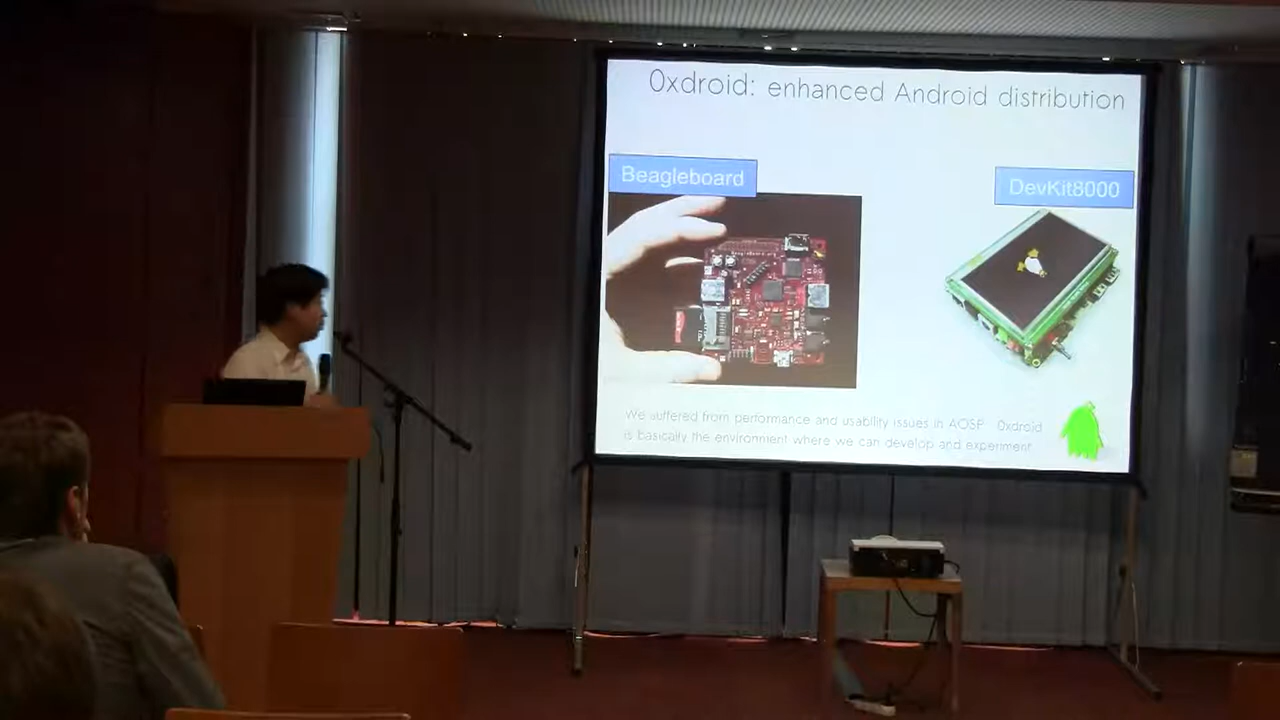 0xdroid: enhanced Android distribution
Beagleboard
DevKit8000
We suffered from performance and usability issues in AOSP. 0xdroid
is basically the environment where we can develop and experiment.